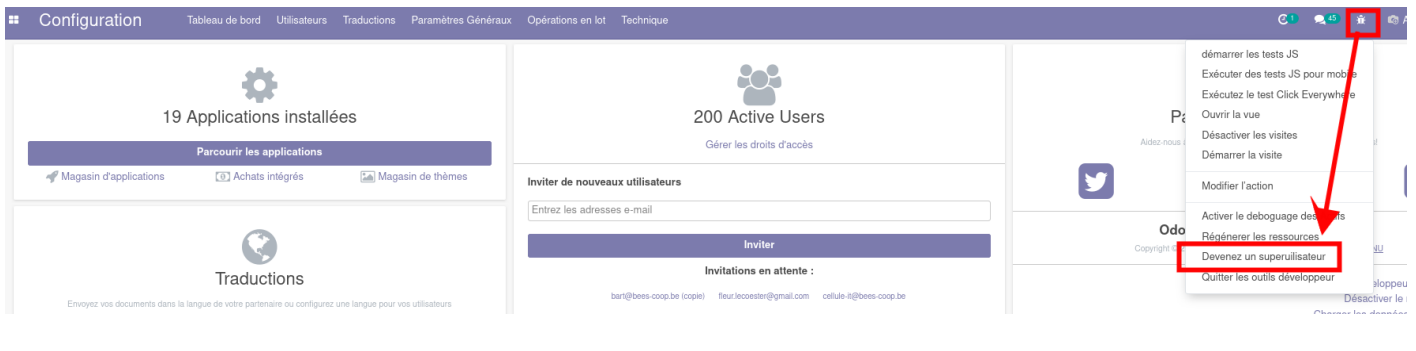 Configuration Tableau de bord Utilisateurs Traductions Paramètres Généraux Opérations en lot Technique 1 45
19 Applications installées
Parcourir les applications
Magasin d'applications Achats intégrés Magasin de thèmes
Traductions
Envoyez vos documents dans la langue de votre partenaire ou configurez une langue pour vos utilisateurs
200 Active Users
Gérer les droits d'accès
Inviter de nouveaux utilisateurs
Entrez les adresses e-mail
Inviter
Invitations en attente :
bart@bees-coop.be (copie) fleur.lecoester@gmail.com cellule-it@bees-coop.be
Aidez-nous
Odo
Copyright
démarrer les tests JS
Exécuter des tests JS pour mobile
Exécutez le test Click Everywhere
Ouvrir la vue
Désactiver les visites
Démarrer la visite
Modifier l'action
Activer le deboguage des
Régénerer les ressources
Devenez un superuilisateur
Quitter les outils développeur
Désactiver le